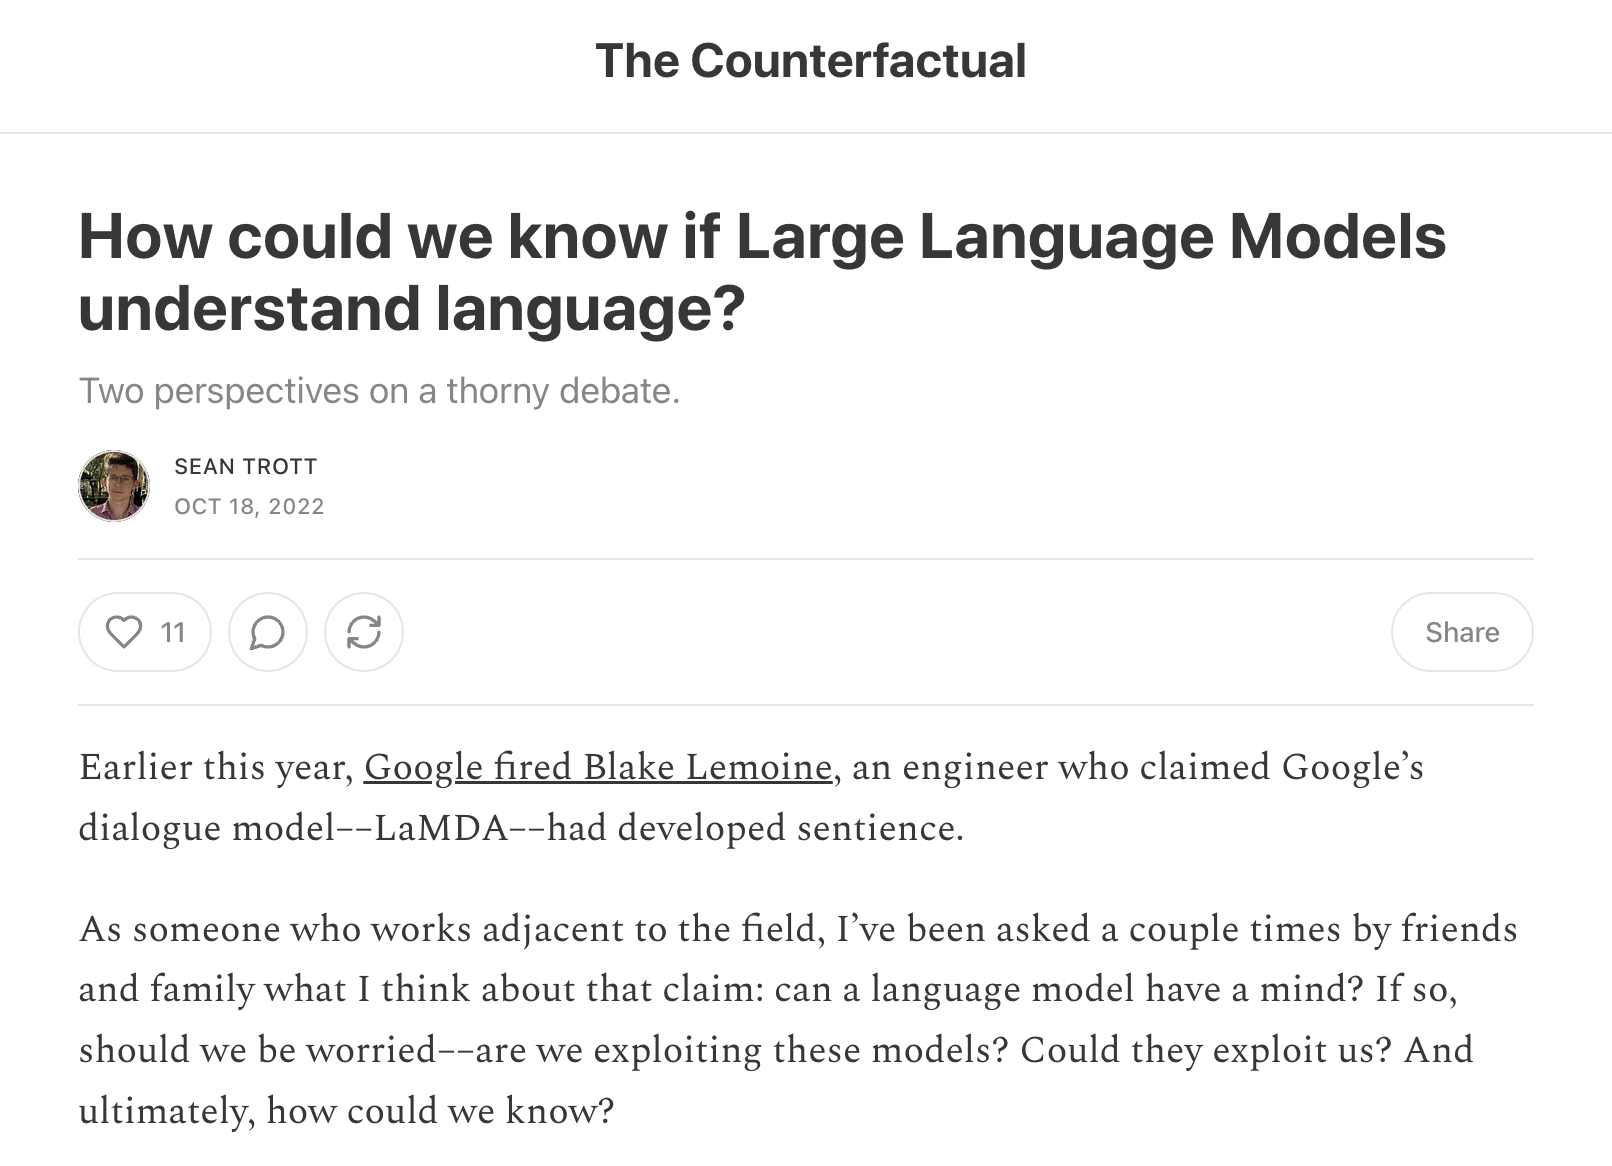 The Counterfactual
How could we know if Large Language Models
understand language?
Two perspectives on a thorny debate.
SEAN TROTT
OCT 18, 2022
11
Share
Earlier this year, Google fired Blake Lemoine, an engineer who claimed Google’s
dialogue model––LaMDA––had developed sentience.
As someone who works adjacent to the field, I’ve been asked a couple times by friends
and family what I think about that claim: can a language model have a mind? If so,
should we be worried––are we exploiting these models? Could they exploit us? And
ultimately, how could we know?